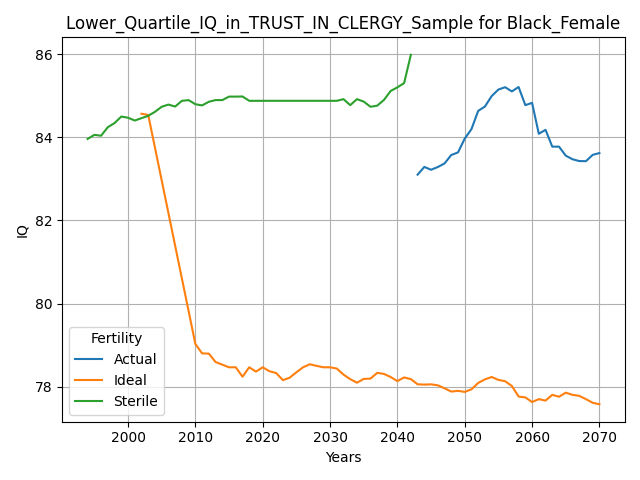 Lower_Quartile_IQ_in_TRUST_IN_CLERGY_Sample for Black_Female
86
84
82
80
78
IQ
Fertility
Actual
Ideal
Sterile
2000 2010 2020 2030 2040 2050 2060 2070
Years